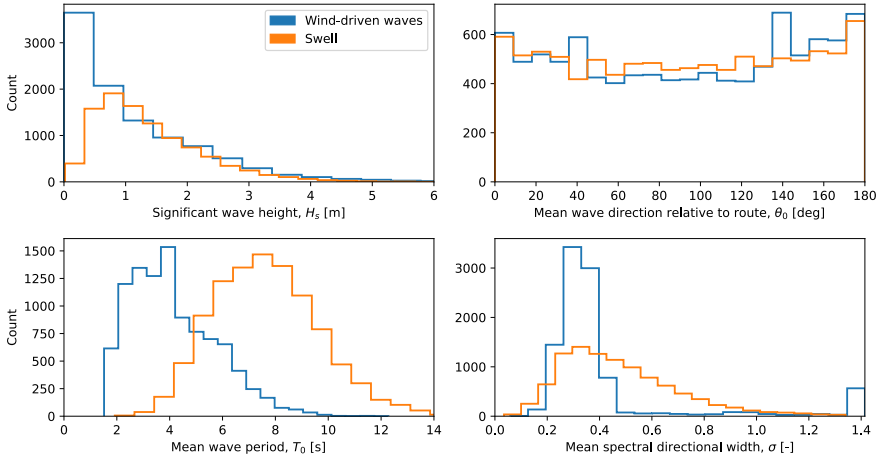 Wind-driven waves
Swell
Count
3000
2000
1000
0
0 1 2 3 4 5 6
Significant wave height, H_s [m]
600
400
200
0
0 20 40 60 80 100 120 140 160 180
Mean wave direction relative to route, θ_0 [deg]
Count
1500
1250
1000
750
500
250
0
0 2 4 6 8 10 12 14
Mean wave period, T_0 [s]
3000
2000
1000
0
0.0 0.2 0.4 0.6 0.8 1.0 1.2 1.4
Mean spectral directional width, σ [-]